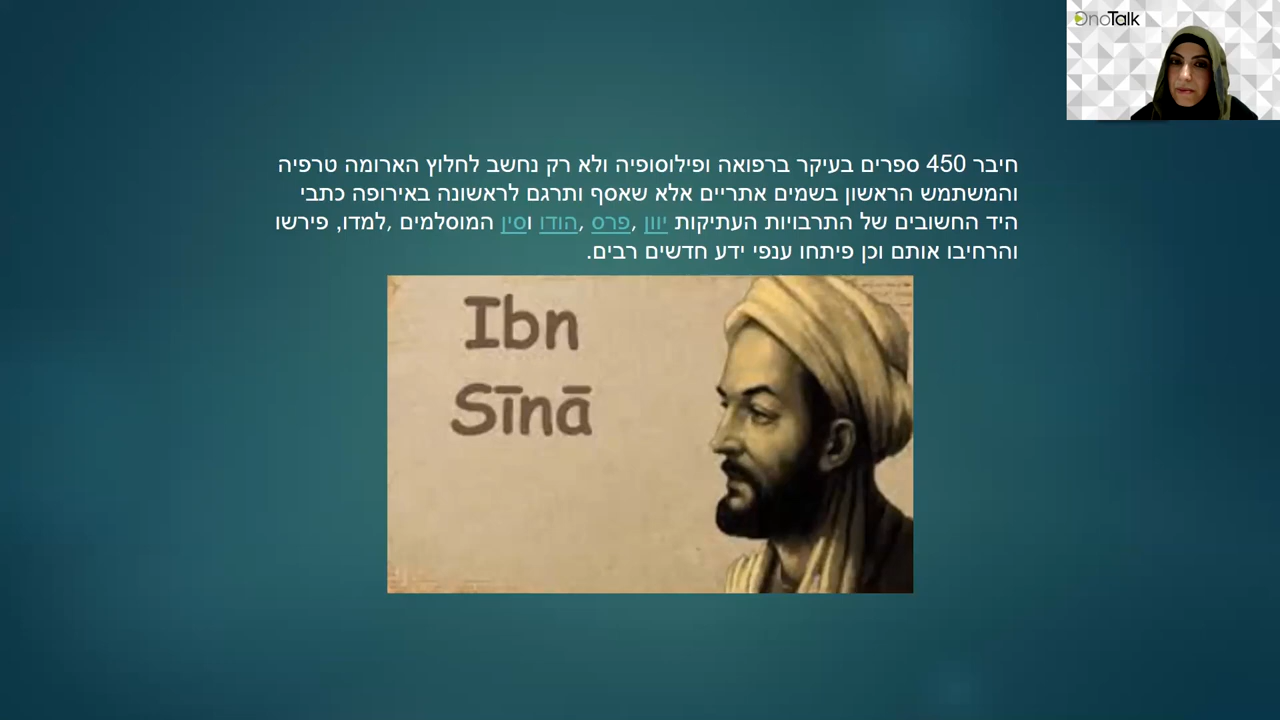 OnoTalk
חיבר 450 ספרים בעיקר ברפואה ופילוסופיה ולא רק נחשב לחלוץ הארומה טרפיה
והמשתמש הראשון בשמים אתריים אלא שאסף ותרגם לראשונה באירופה כתבי
היד החשובים של התרבויות העתיקות יוון ,פרס ,הודו וסין המוסלמים ,למדו, פירשו
והרחיבו אותם וכן פיתחו ענפי ידע חדשים רבים.
Ibn
Sīnā